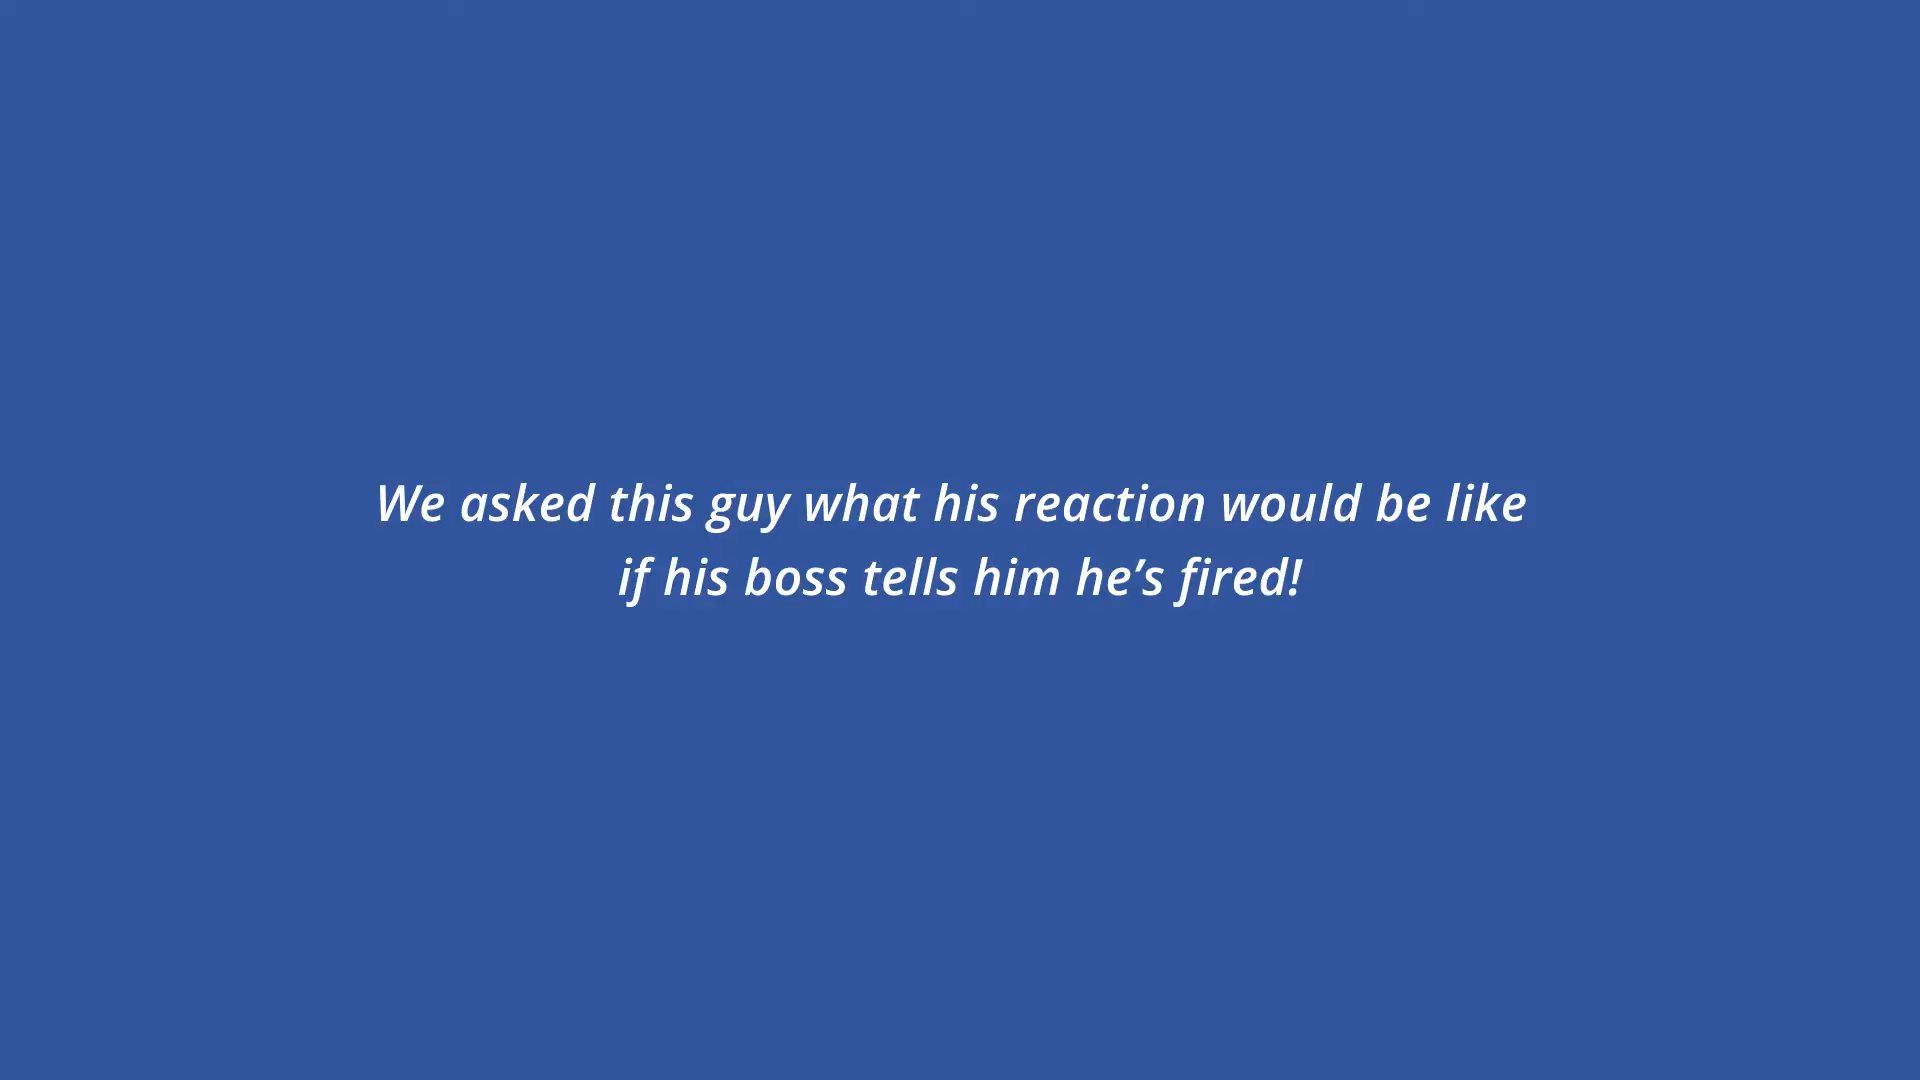 We asked this guy what his reaction would be like
if his boss tells him he’s fired!